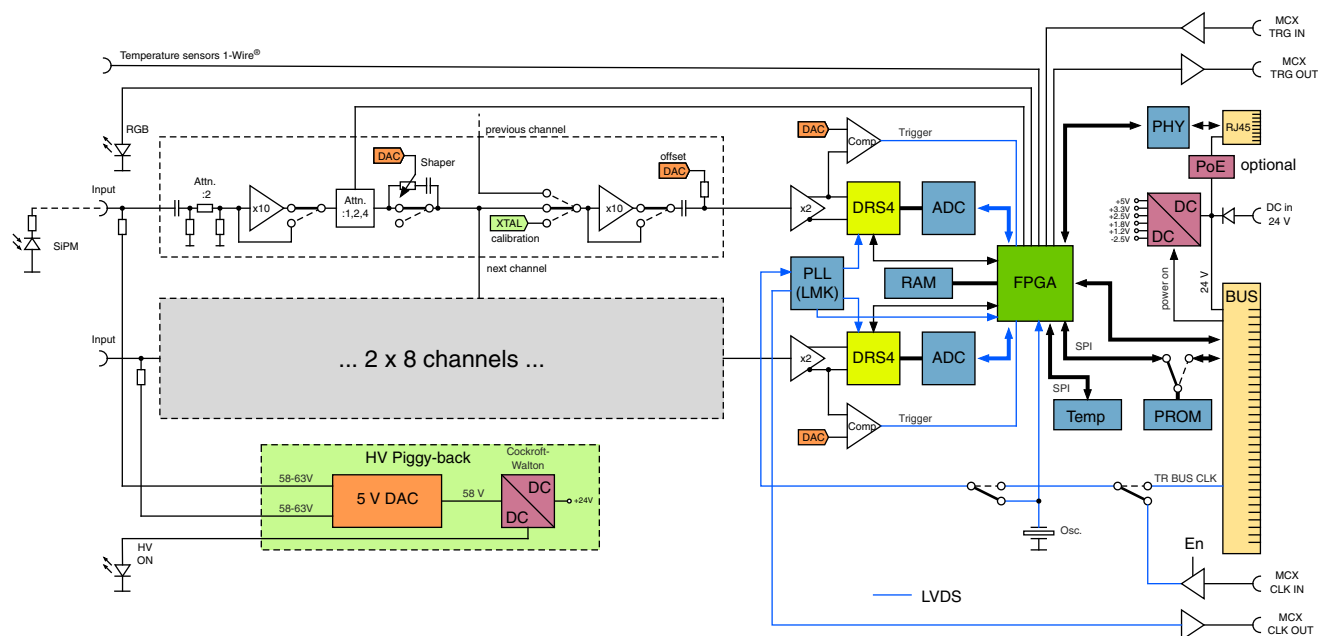 MCX
TRG IN
Temperature sensors 1-Wire®
MCX
TRG OUT
RGB
previous channel
DAC
Comp
Trigger
PHY
RJ45
PoE
optional
Input
Attn.
:2
x10
Attn.
:1,2,4
DAC
Shaper
XTAL
calibration
x10
offset
DAC
x2
DRS4
ADC
+5V
+3.3V
+2.5V
+1.8V
+1.2V
-2.5V
DC
DC
DC in
24 V
SiPM
next channel
PLL
(LMK)
RAM
FPGA
power on
24 V
BUS
Input
... 2 x 8 channels ...
x2
DRS4
ADC
SPI
SPI
Temp
PROM
DAC
Comp
Trigger
HV Piggy-back
Cockroft-
Walton
58-63V
58-63V
5 V DAC
58 V
DC
DC
+24V
TR BUS CLK
Osc.
HV
ON
En
MCX
CLK IN
LVDS
MCX
CLK OUT